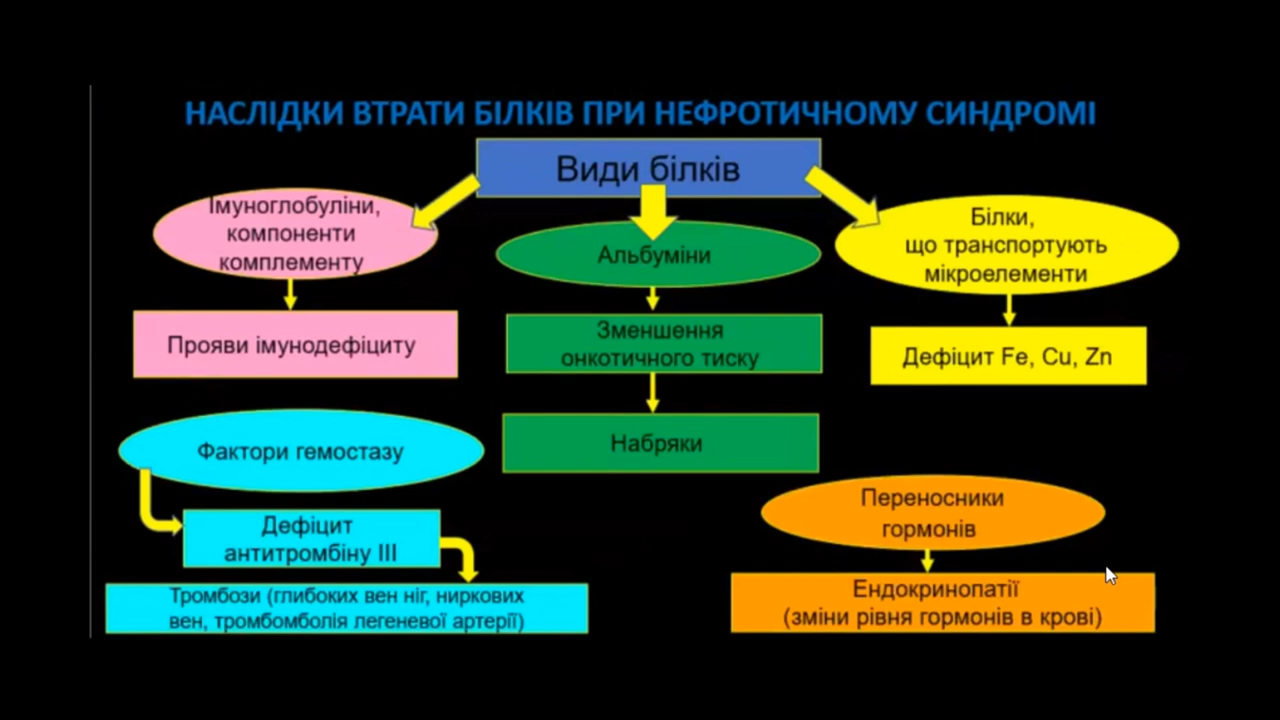 НАСЛІДКИ ВТРАТИ БІЛКІВ ПРИ НЕФРОТИЧНОМУ СИНДРОМІ
Види білків
Імуноглобуліни,
компоненти
комплементу
Прояви імунодефіциту
Альбуміни
Зменшення
онкотичного тиску
Набряки
Білки,
що транспортують
мікроелементи
Дефіцит Fe, Cu, Zn
Фактори гемостазу
Дефіцит
антитромбіну III
Тромбози (глибоких вен ніг, ниркових
вен, тромбомболія легеневої артерії)
Переносники
гормонів
Ендокринопатії
(зміни рівня гормонів в крові)